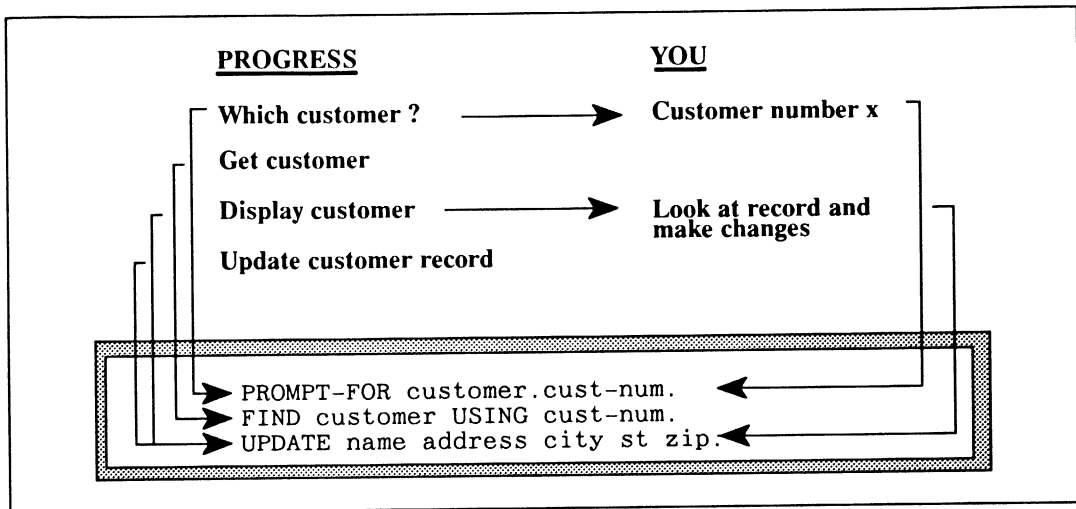 PROGRESS YOU
Which customer ? Customer number x
Get customer
Display customer Look at record and
make changes
Update customer record
PROMPT-FOR customer.cust-num.
FIND customer USING cust-num.
UPDATE name address city st zip.